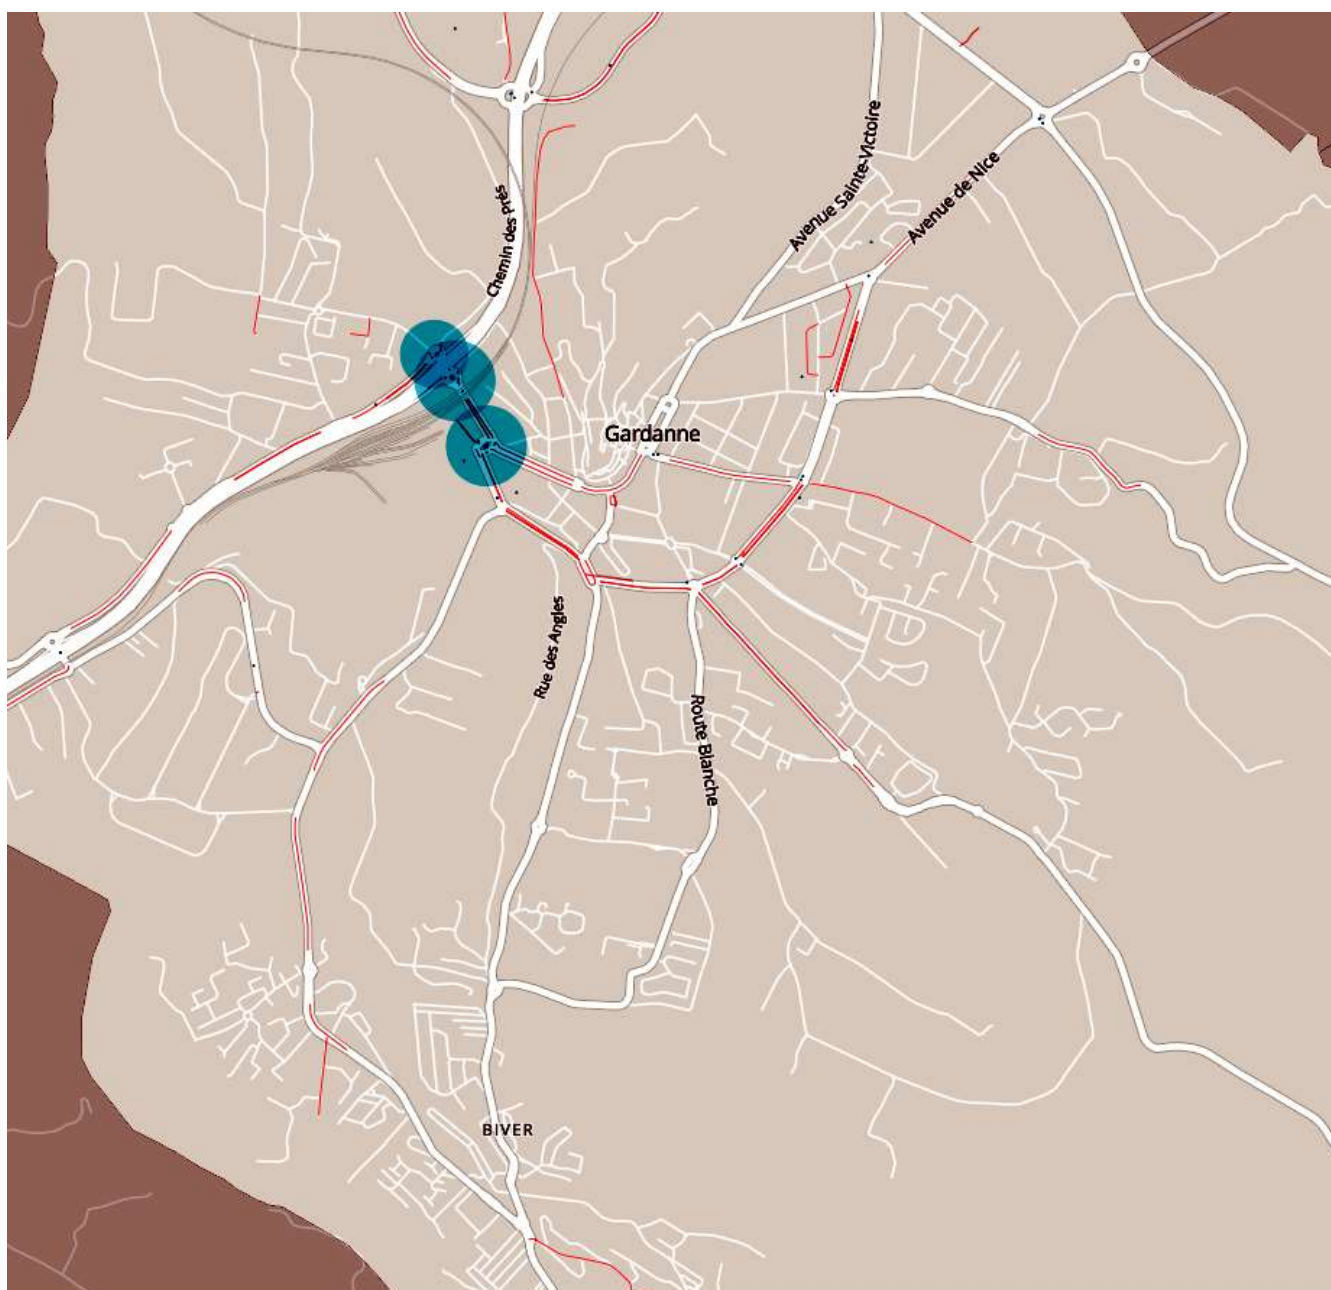 Avenue Sainte-Victoire
Avenue de Nice
Chemin des Prés
Gardanne
Rue des Angles
Route Blanche
BIVER